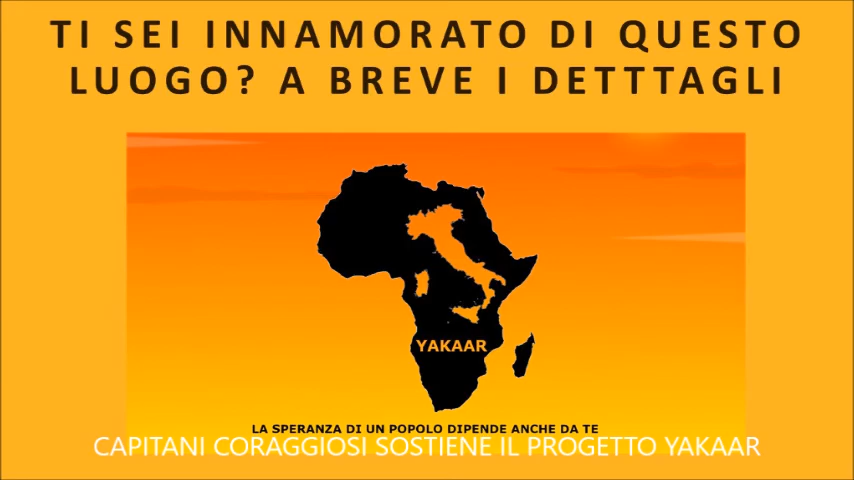 TI SEI INNAMORATO DI QUESTO
LUOGO? A BREVE I DETTTAGLI
YAKAAR
LA SPERANZA DI UN POPOLO DIPENDE ANCHE DA TE
CAPITANI CORAGGIOSI SOSTIENE IL PROGETTO YAKAAR